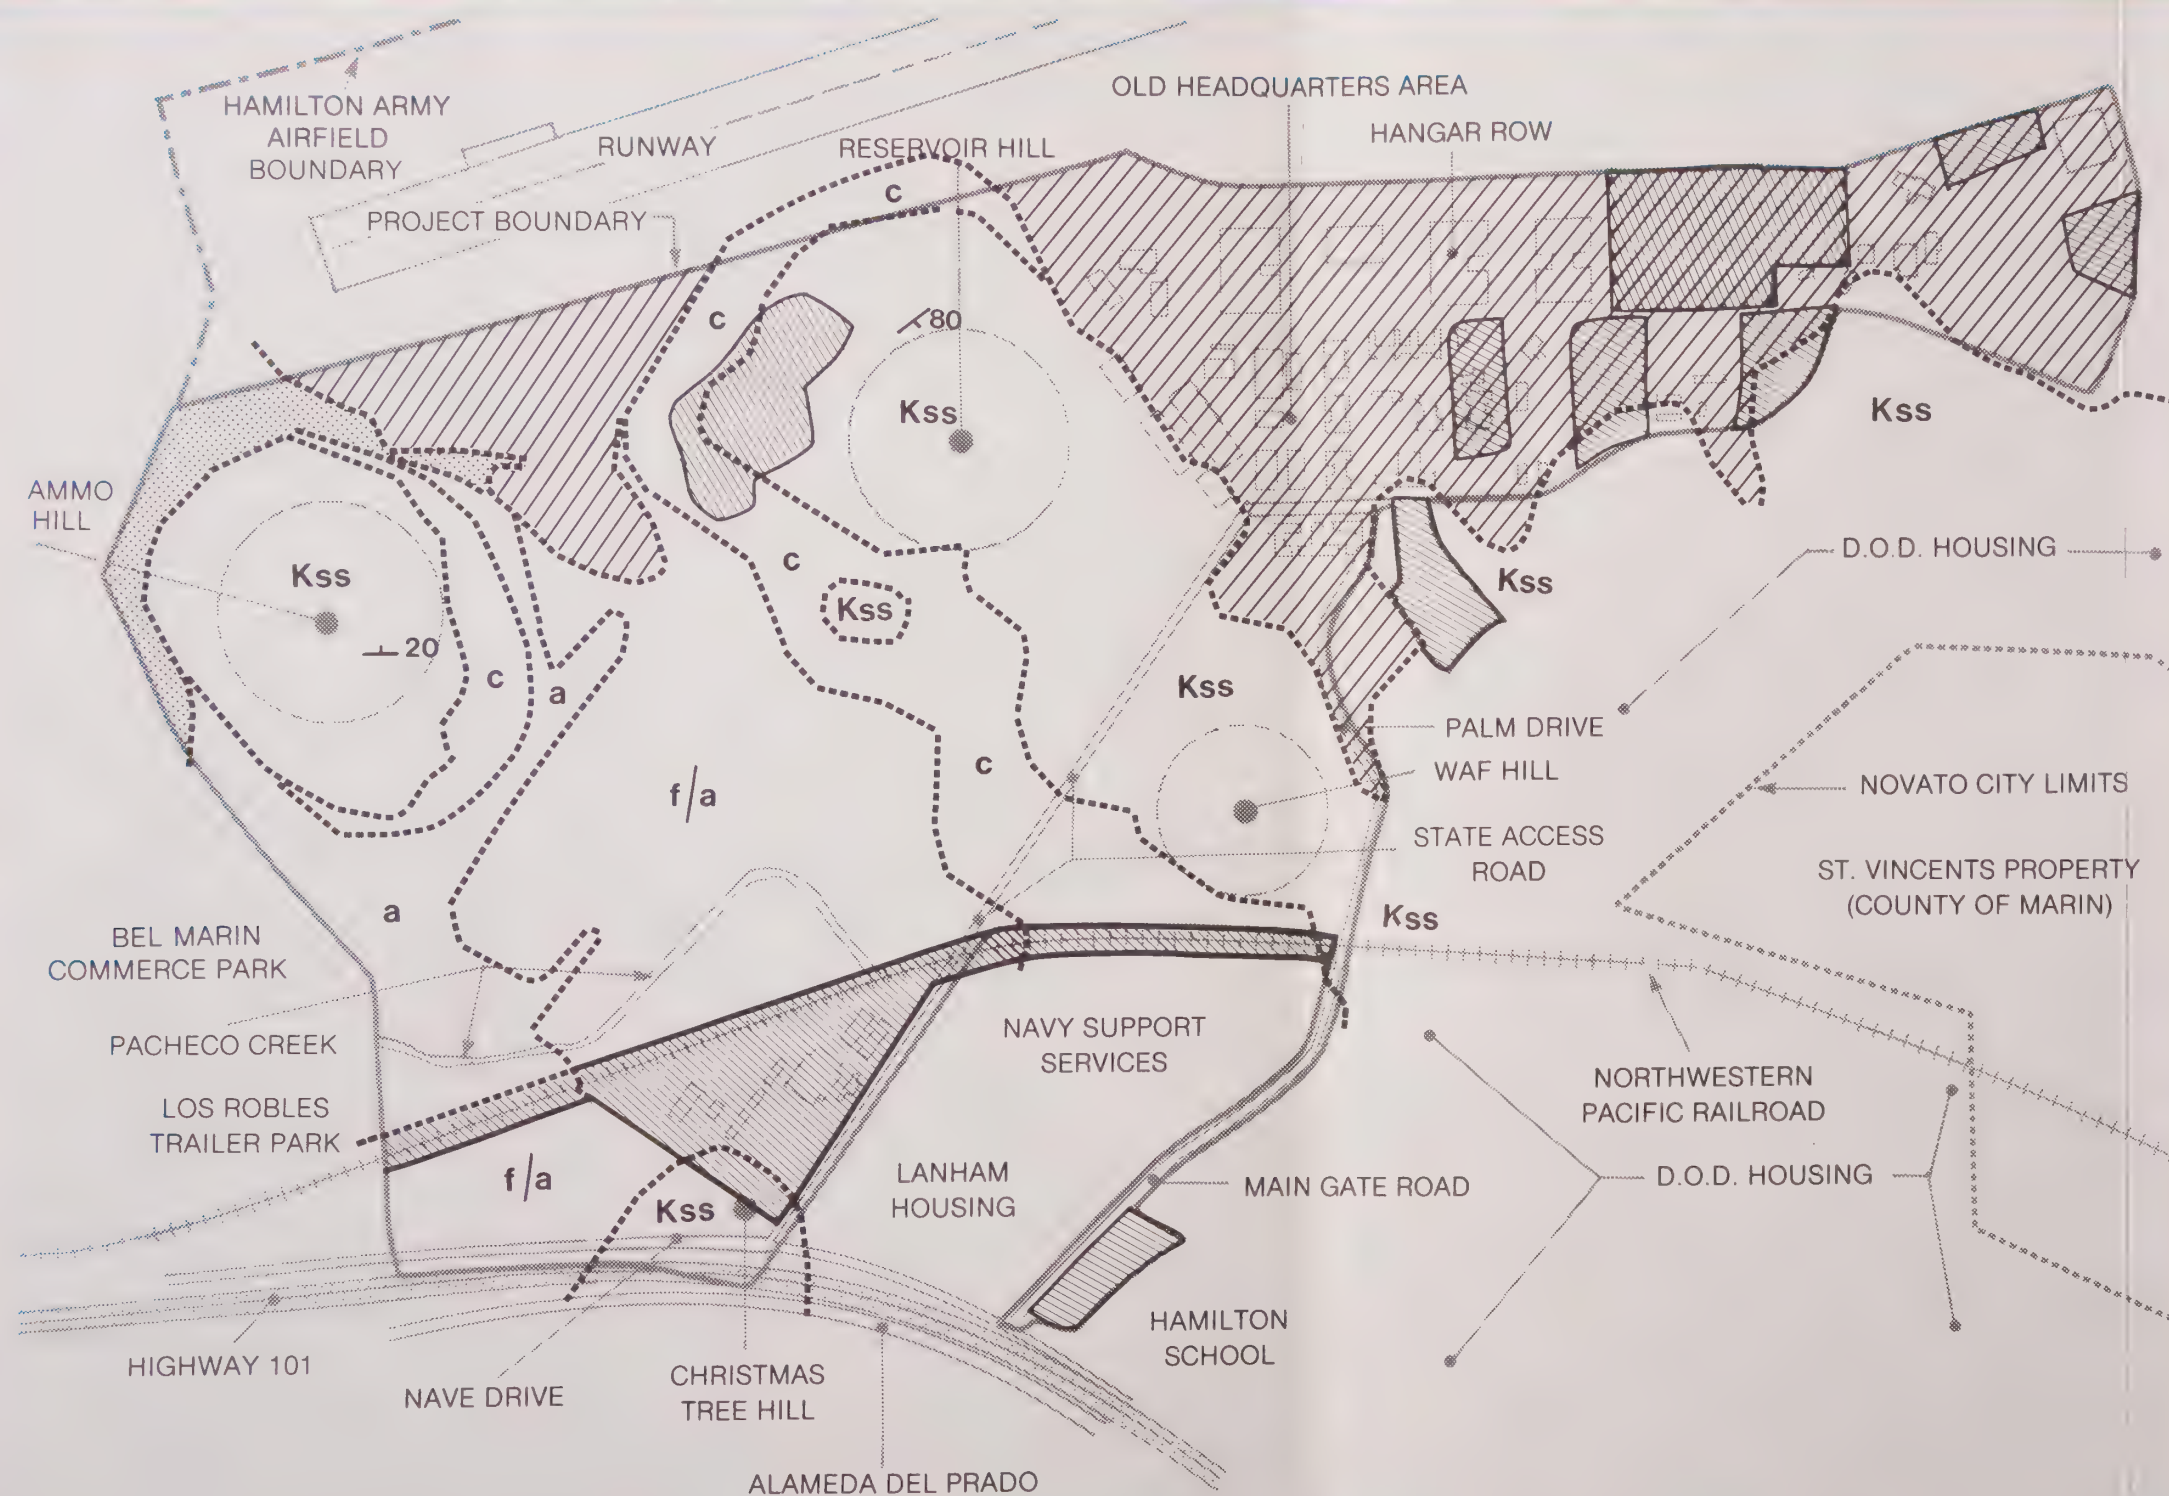 OLD HEADQUARTERS AREA
HAMILTON ARMY
AIRFIELD
BOUNDARY
RUNWAY
RESERVOIR HILL
HANGAR ROW
c
PROJECT BOUNDARY
c
80
Kss
Kss
AMMO
HILL
Kss
c
Kss
Kss
D.O.D. HOUSING
20
c
a
Kss
PALM DRIVE
WAF HILL
c
f/a
NOVATO CITY LIMITS
STATE ACCESS
ROAD
ST. VINCENTS PROPERTY
(COUNTY OF MARIN)
a
Kss
BEL MARIN
COMMERCE PARK
PACHECO CREEK
NAVY SUPPORT
SERVICES
NORTHWESTERN
PACIFIC RAILROAD
LOS ROBLES
TRAILER PARK
f/a
LANHAM
HOUSING
MAIN GATE ROAD
D.O.D. HOUSING
Kss
HAMILTON
SCHOOL
HIGHWAY 101
NAVE DRIVE
CHRISTMAS
TREE HILL
ALAMEDA DEL PRADO